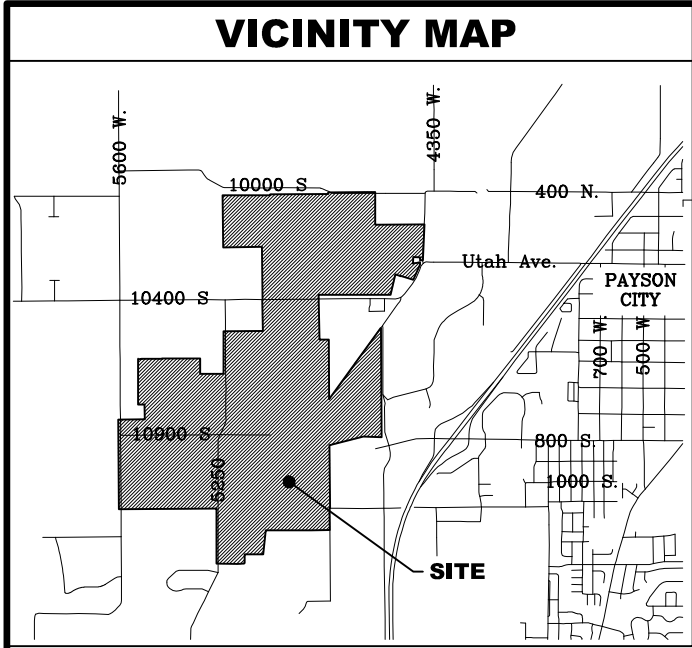 VICINITY MAP
5600 W.
4350 W.
10000 S
400 N.
Utah Ave.
PAYSON
CITY
10400 S
700 W.
500 W
10900 S
5250
800 S.
1000 S.
SITE